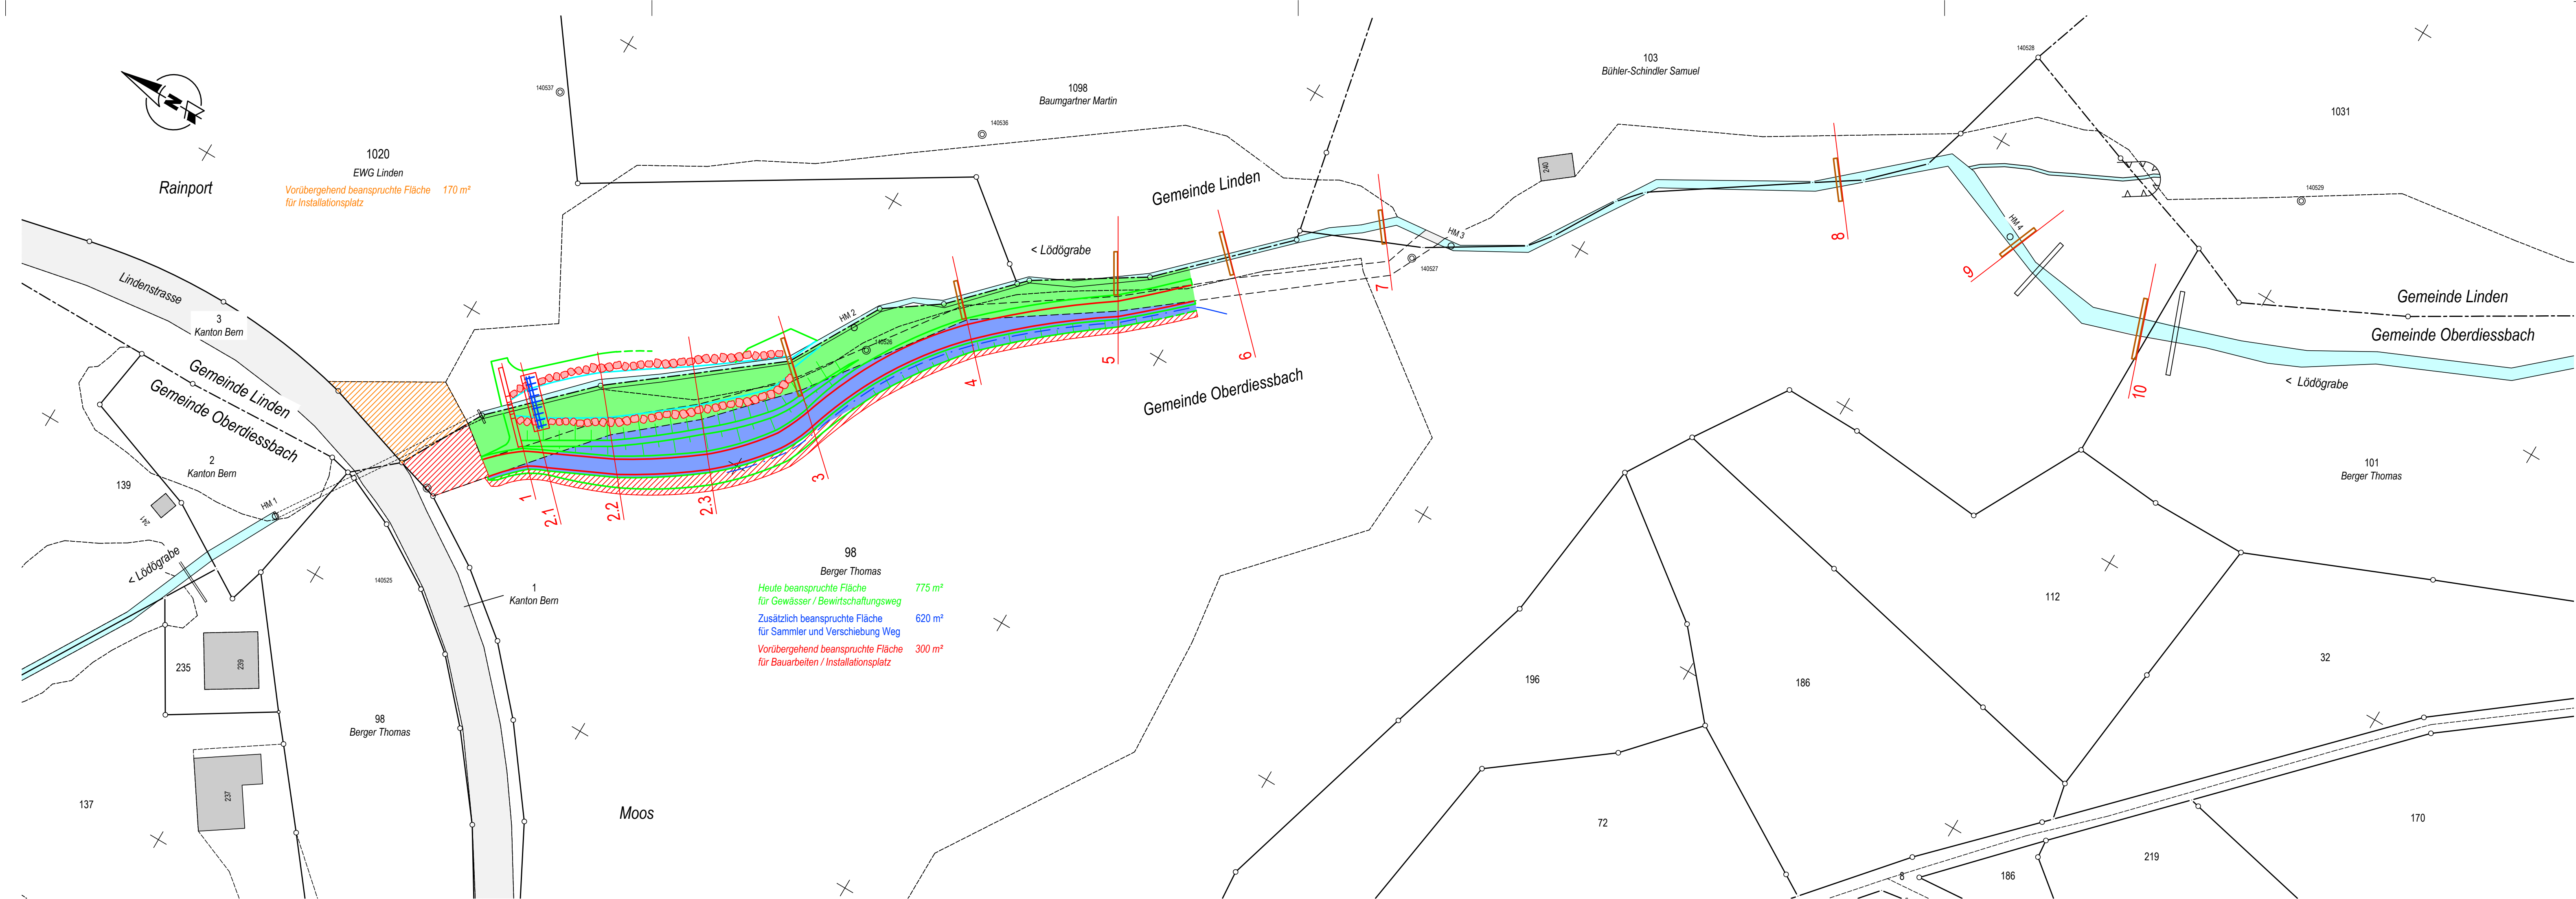 N
103
Bühler-Schindler Samuel
140528
1098
Baumgartner Martin
140537
140536
1031
1020
EWG Linden
Vorübergehend beanspruchte Fläche 170 m²
für Installationsplatz
Rainport
240
Gemeinde Linden
140529
HM 4
HM 3
8
< Lödögrabe
140527
9
7
Lindenstrasse
3
Kanton Bern
HM 2
140526
Gemeinde Linden
Gemeinde Oberdiessbach
6
5
4
10
< Lödögrabe
Gemeinde Linden
Gemeinde Oberdiessbach
Gemeinde Oberdiessbach
2
Kanton Bern
139
241
HM 1
1
2.1
2.2
2.3
3
101
Berger Thomas
< Lödögrabe
140525
1
Kanton Bern
98
Berger Thomas
Heute beanspruchte Fläche 775 m²
für Gewässer / Bewirtschaftungsweg
Zusätzlich beanspruchte Fläche 620 m²
für Sammler und Verschiebung Weg
Vorübergehend beanspruchte Fläche 300 m²
für Bauarbeiten / Installationsplatz
112
235
239
196
186
32
98
Berger Thomas
237
137
Moos
72
170
219
8
186